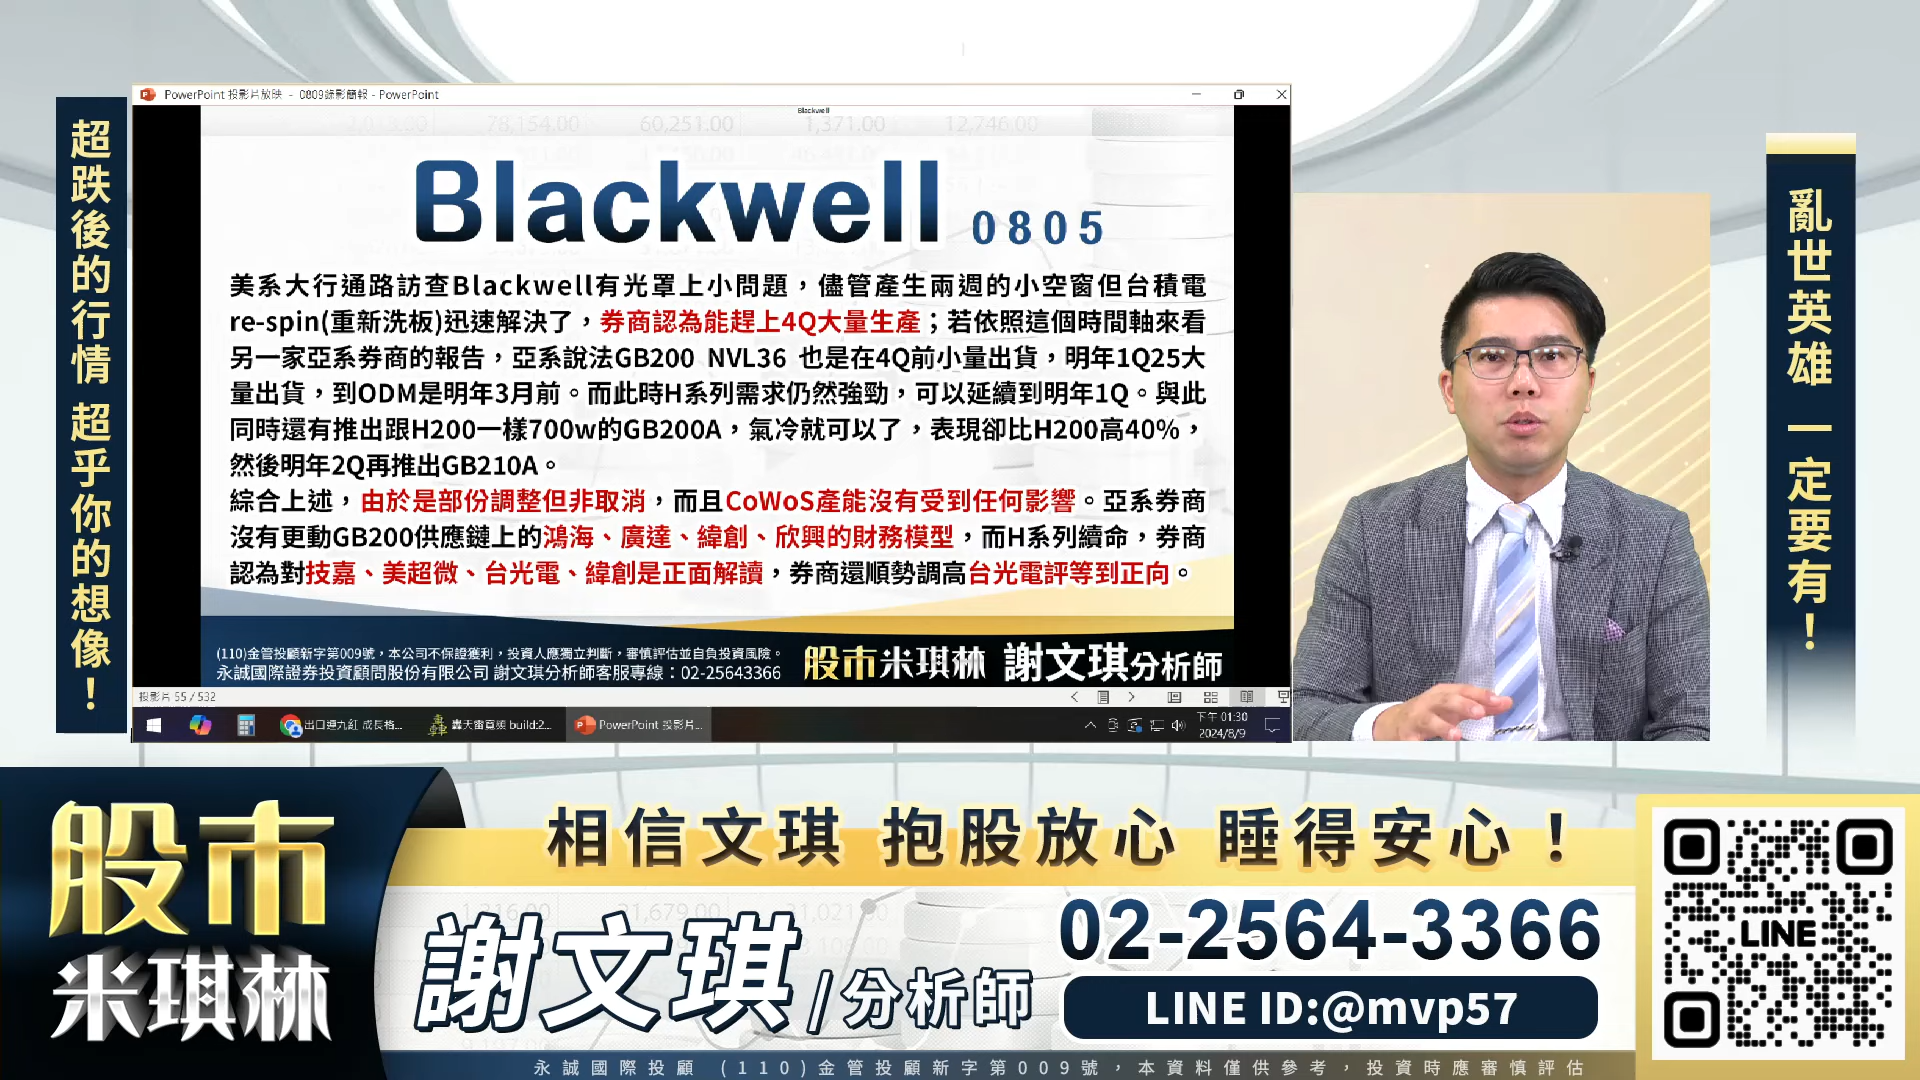 超跌後的行情 超乎你的想像！
PowerPoint 投影片放映 - 0809錄影簡報 - PowerPoint
Blackwell
Blackwell 0805
美系大行通路訪查Blackwell有光罩上小問題，儘管產生兩週的小空窗但台積電
re-spin(重新洗板)迅速解決了，券商認為能趕上4Q大量生產；若依照這個時間軸來看
另一家亞系券商的報告，亞系說法GB200 NVL36 也是在4Q前小量出貨，明年1Q25大
量出貨，到ODM是明年3月前。而此時H系列需求仍然強勁，可以延續到明年1Q。與此
同時還有推出跟H200一樣700w的GB200A，氣冷就可以了，表現卻比H200高40%，
然後明年2Q再推出GB210A。
綜合上述，由於是部份調整但非取消，而且CoWoS產能沒有受到任何影響。亞系券商
沒有更動GB200供應鏈上的鴻海、廣達、緯創、欣興的財務模型，而H系列續命，券商
認為對技嘉、美超微、台光電、緯創是正面解讀，券商還順勢調高台光電評等到正向。
(110)金管投顧新字第009號，本公司不保證獲利，投資人應獨立判斷，審慎評估並自負投資風險。
永誠國際證券投資顧問股份有限公司 謝文琪分析師客服專線：02-25643366
股市米琪林 謝文琪分析師
投影片 55 / 532
出口連九紅 成長格...
PowerPoint 投影片...
下午 01:30
2024/8/9
亂世英雄 一定要有！
股市
米琪林
相信文琪 抱股放心 睡得安心！
謝文琪/分析師
02-2564-3366
LINE ID:@mvp57
LINE
永誠國際投顧 (110)金管投顧新字第009號，本資料僅供參考，投資時應審慎評估